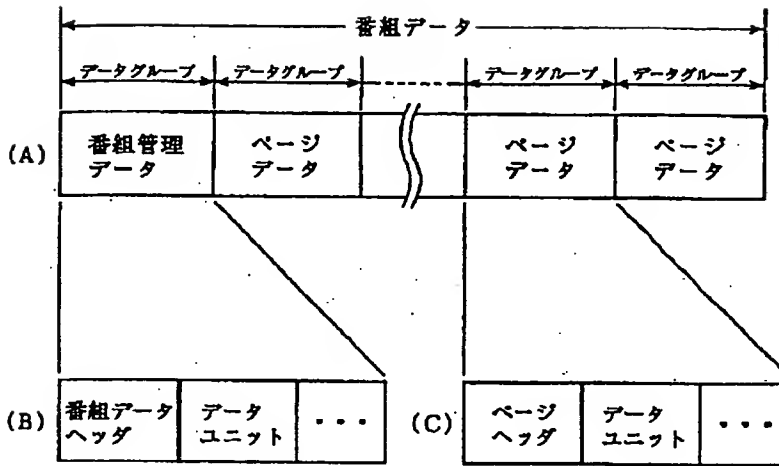 番組データ
データグループ データグループ データグループ データグループ
(A)
番組管理
データ
ページ
データ
ページ
データ
ページ
データ
(B)
番組データ
ヘッダ
データ
ユニット
・・・
(C)
ページ
ヘッダ
データ
ユニット
・・・